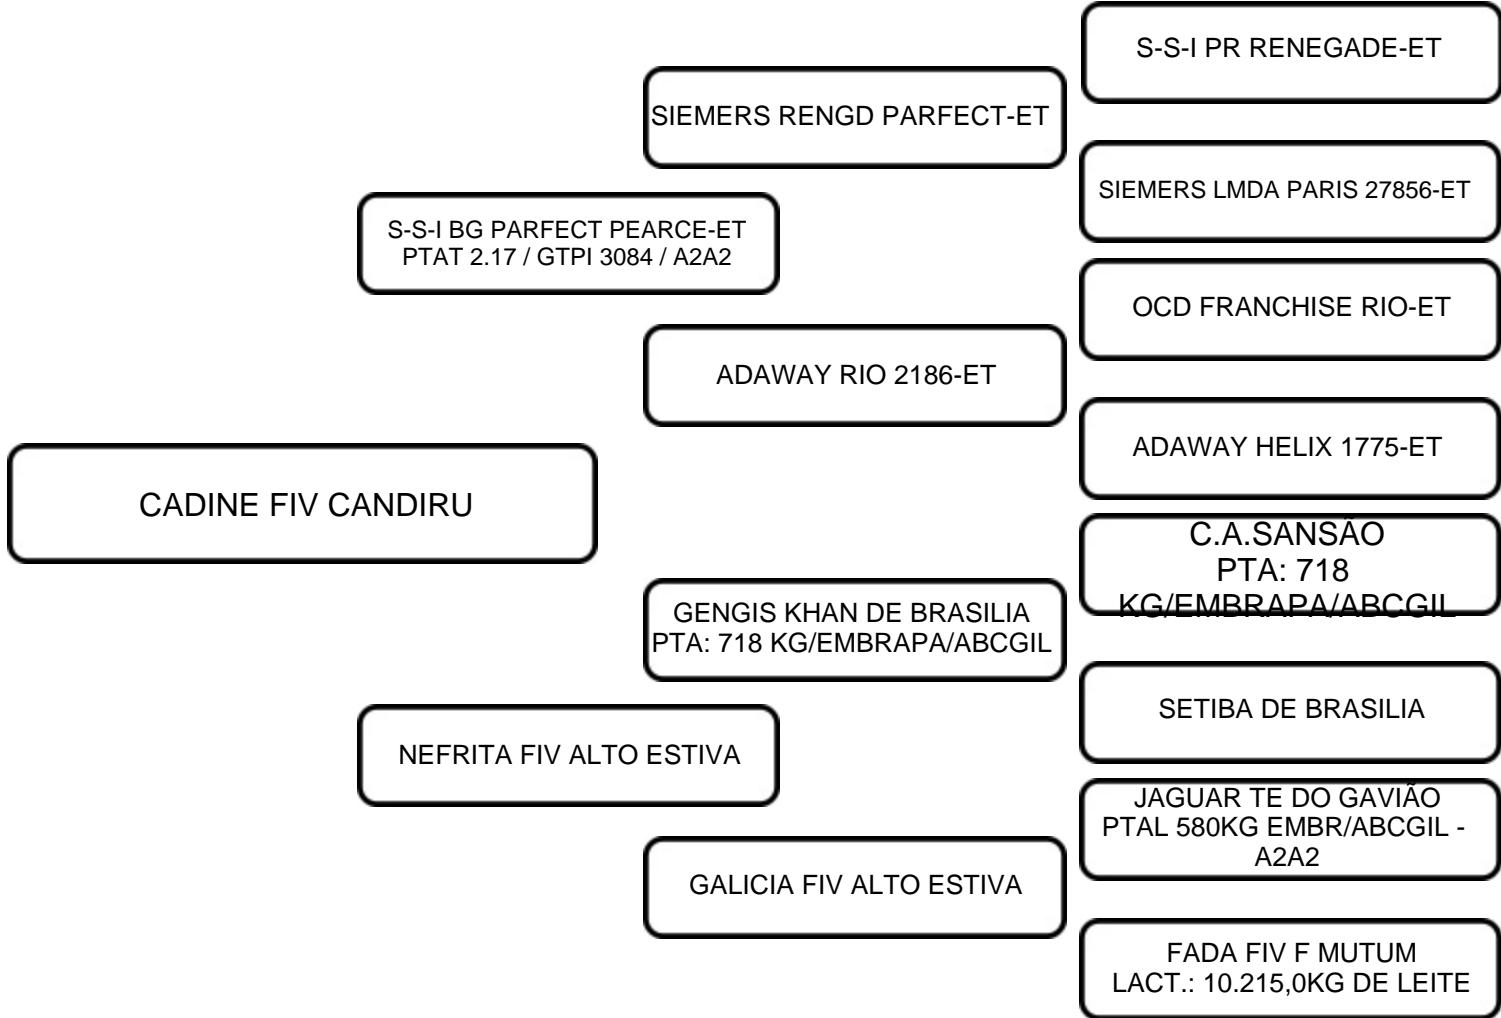 S-S-I PR RENEGADE-ET
SIEMERS RENGD PARFECT-ET
SIEMERS LMDA PARIS 27856-ET
S-S-I BG PARFECT PEARCE-ET
PTAT 2.17 / GTPI 3084 / A2A2
OCD FRANCHISE RIO-ET
ADAWAY RIO 2186-ET
ADAWAY HELIX 1775-ET
CADINE FIV CANDIRU
C.A.SANSÃO
PTA: 718
KG/EMBRAPA/ABCGIL
GENGIS KHAN DE BRASILIA
PTA: 718 KG/EMBRAPA/ABCGIL
SETIBA DE BRASILIA
NEFRITA FIV ALTO ESTIVA
JAGUAR TE DO GAVIÃO
PTAL 580KG EMBR/ABCGIL -
A2A2
GALICIA FIV ALTO ESTIVA
FADA FIV F MUTUM
LACT.: 10.215,0KG DE LEITE